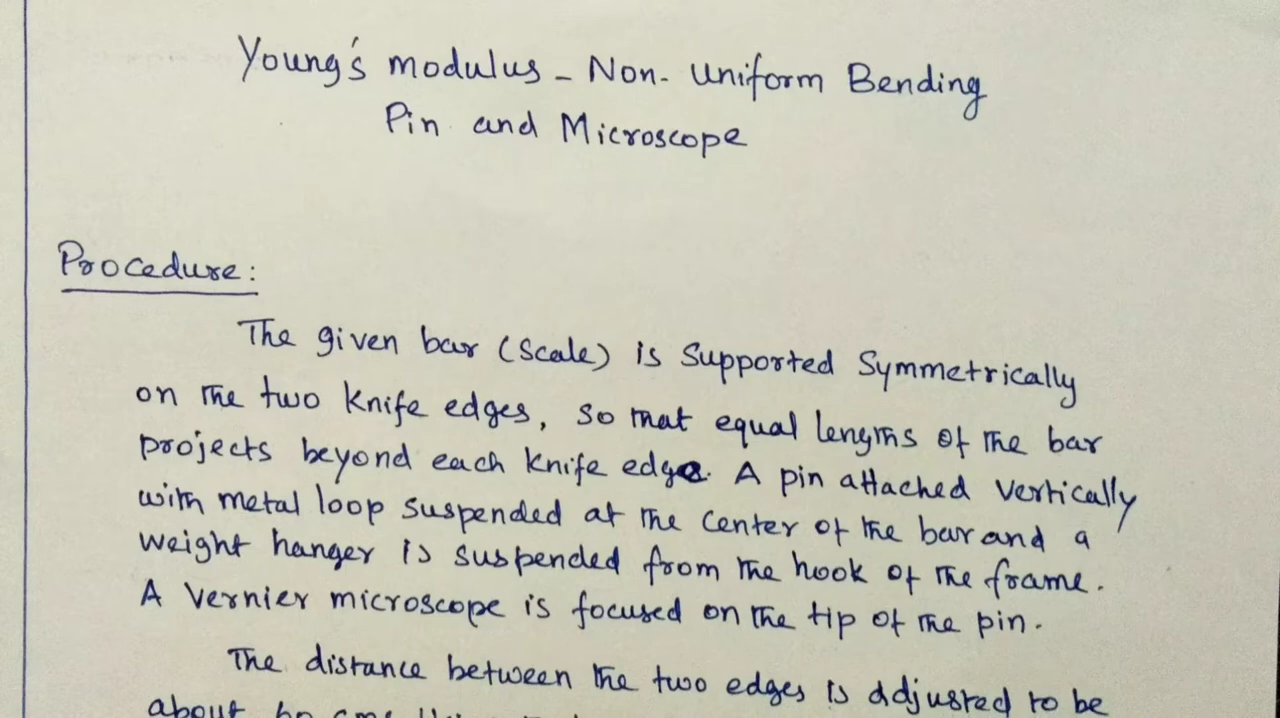 Young's modulus - Non-Uniform Bending
Pin and Microscope
Procedure:
The given bar (Scale) is Supported Symmetrically
on the two Knife edges, so that equal lengths of the bar
projects beyond each Knife edge. A pin attached vertically
with metal loop suspended at the center of the bar and a
weight hanger is suspended from the hook of the frame.
A Vernier microscope is focused on the tip of the pin.
The distance between the two edges is adjusted to be
about